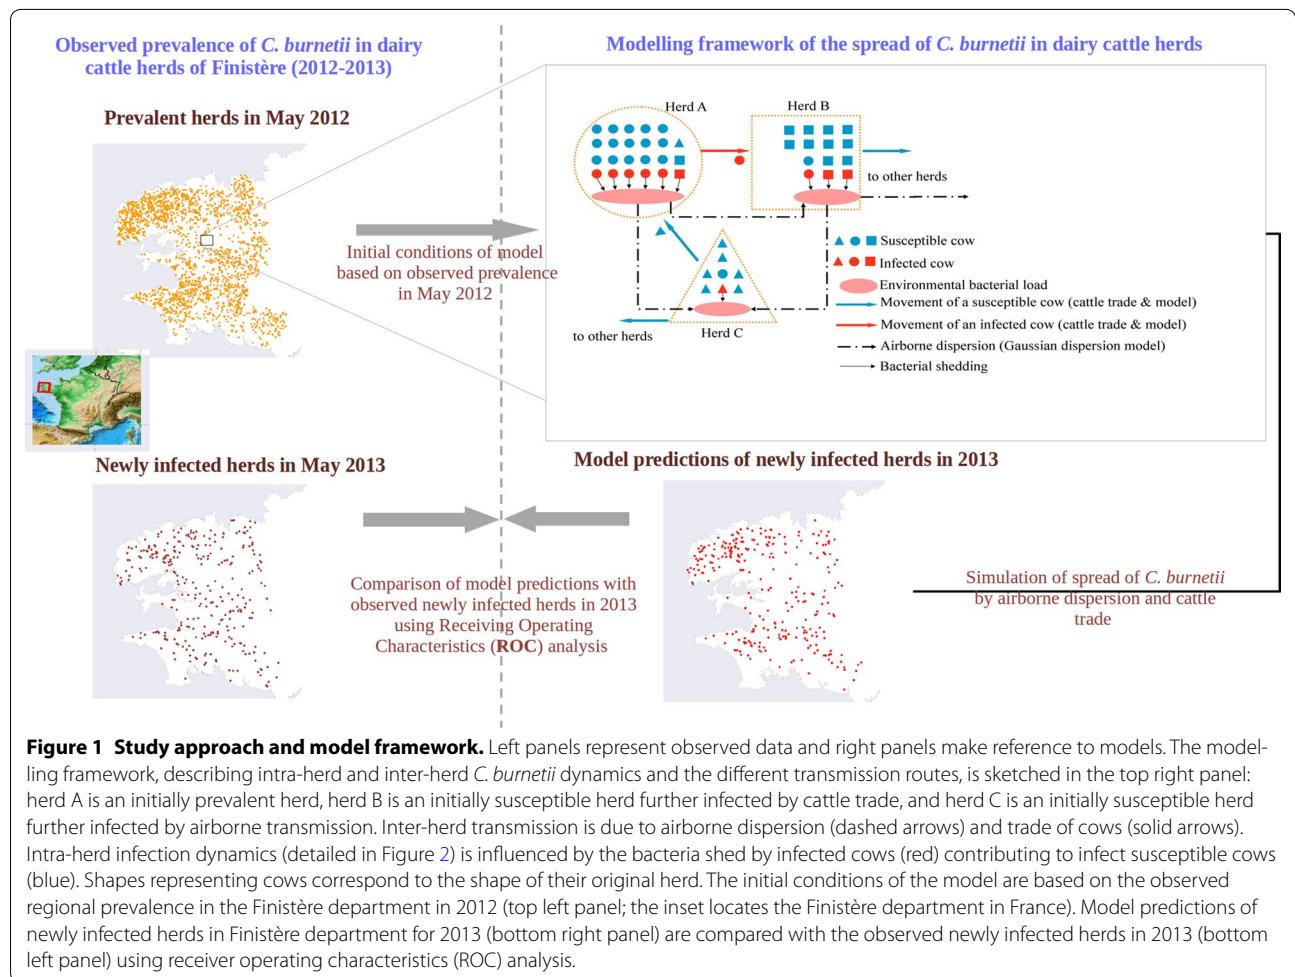 Observed prevalence of C. burnetii in dairy
cattle herds of Finistère (2012-2013)
Modelling framework of the spread of C. burnetii in dairy cattle herds
Prevalent herds in May 2012
Herd A
Herd B
to other herds
Initial conditions of model
based on observed prevalence
in May 2012
Susceptible cow
Infected cow
Environmental bacterial load
Movement of a susceptible cow (cattle trade & model)
Movement of an infected cow (cattle trade & model)
Airborne dispersion (Gaussian dispersion model)
Bacterial shedding
Herd C
to other herds
Newly infected herds in May 2013
Model predictions of newly infected herds in 2013
Comparison of model predictions with
observed newly infected herds in 2013
using Receiving Operating
Characteristics (ROC) analysis
Simulation of spread of C. burnetii
by airborne dispersion and cattle
trade
Figure 1 Study approach and model framework. Left panels represent observed data and right panels make reference to models. The model-
ling framework, describing intra-herd and inter-herd C. burnetii dynamics and the different transmission routes, is sketched in the top right panel:
herd A is an initially prevalent herd, herd B is an initially susceptible herd further infected by cattle trade, and herd C is an initially susceptible herd
further infected by airborne transmission. Inter-herd transmission is due to airborne dispersion (dashed arrows) and trade of cows (solid arrows).
Intra-herd infection dynamics (detailed in Figure 2) is influenced by the bacteria shed by infected cows (red) contributing to infect susceptible cows
(blue). Shapes representing cows correspond to the shape of their original herd. The initial conditions of the model are based on the observed
regional prevalence in the Finistère department in 2012 (top left panel; the inset locates the Finistère department in France). Model predictions of
newly infected herds in Finistère department for 2013 (bottom right panel) are compared with the observed newly infected herds in 2013 (bottom
left panel) using receiver operating characteristics (ROC) analysis.